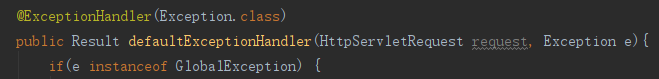 @ExceptionHandler(Exception.class)
public Result defaultExceptionHandler(HttpServletRequest request, Exception e){
if(e instanceof GlobalException) {